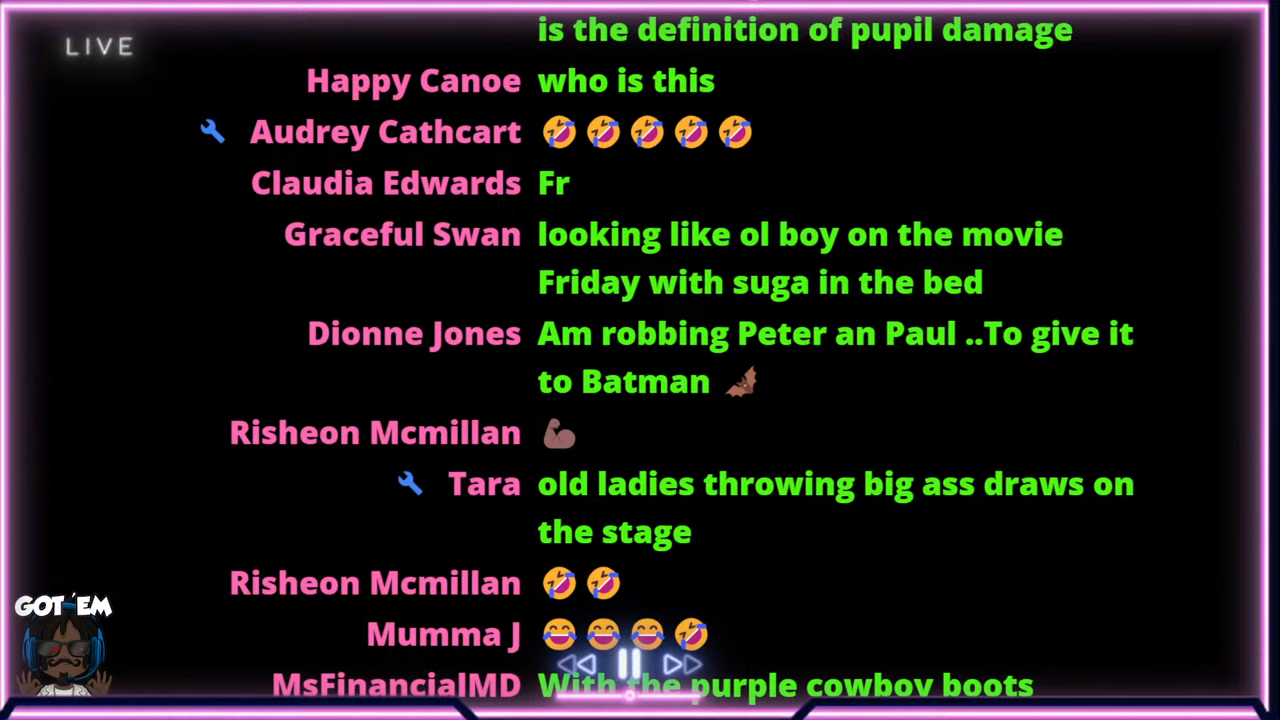 is the definition of pupil damage
LIVE
Happy Canoe who is this
Audrey Cathcart 🤣🤣🤣🤣🤣
Claudia Edwards Fr
Graceful Swan looking like ol boy on the movie
Friday with suga in the bed
Dionne Jones Am robbing Peter an Paul ..To give it
to Batman 🦇
Risheon Mcmillan 💪🏾
Tara old ladies throwing big ass draws on
the stage
Risheon Mcmillan 🤣🤣
GOT 'EM
Mumma J 😂😂😂🤣
MsFinancialMD With the purple cowboy boots